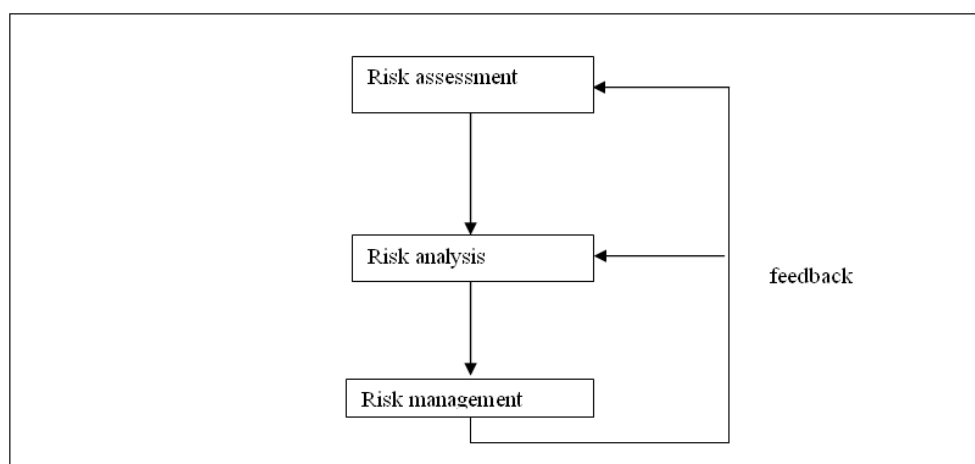 Risk assessment
Risk analysis
feedback
Risk management